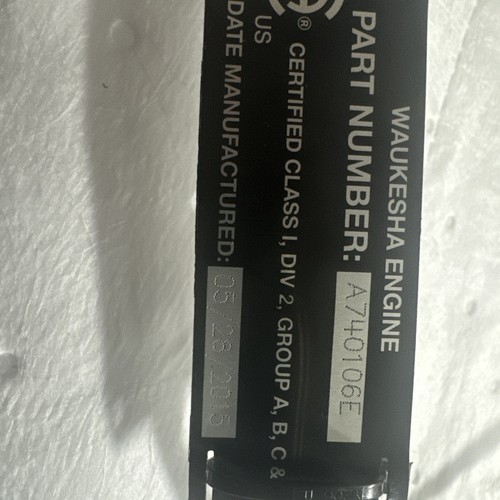 WAUKESHA ENGINE
PART NUMBER: A740106E
® CERTIFIED CLASS I, DIV 2, GROUP A, B, C &
US
DATE MANUFACTURED: 05/28/2015